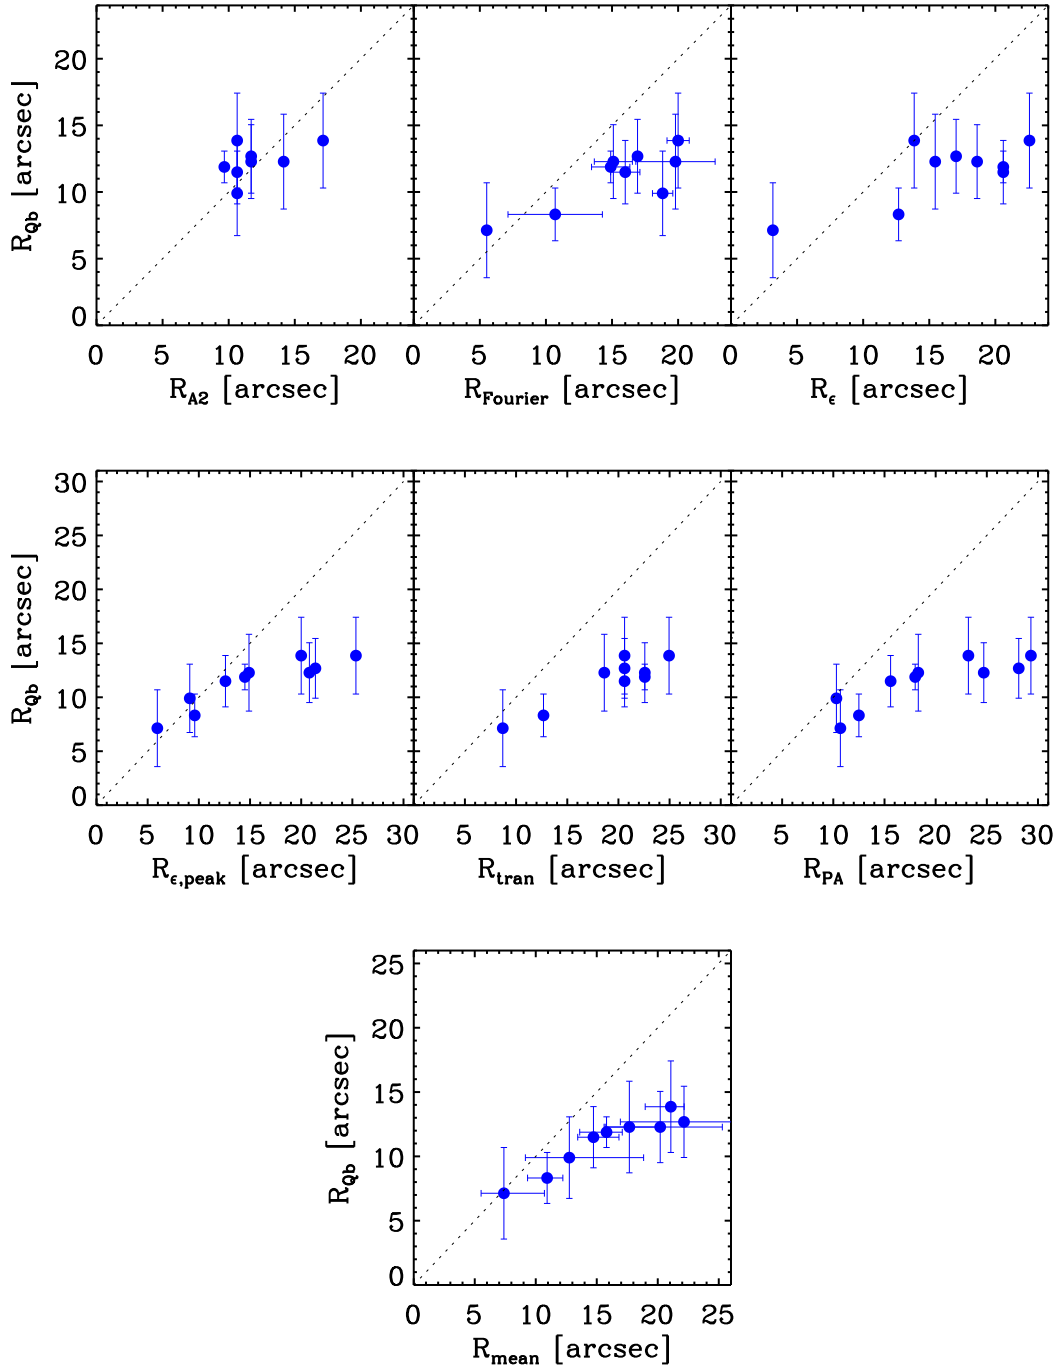 20
15
10
5
0
R_Qb [arcsec]
0 5 10 15 20
0 5 10 15 20
0 5 10 15 20
R_A2 [arcsec]
R_Fourier [arcsec]
R_ϵ [arcsec]
30
25
20
15
10
5
0
R_Qb [arcsec]
0 5 10 15 20 25 30
0 5 10 15 20 25 30
0 5 10 15 20 25 30
R_ϵ,peak [arcsec]
R_tran [arcsec]
R_PA [arcsec]
25
20
15
10
5
0
R_Qb [arcsec]
0 5 10 15 20 25
R_mean [arcsec]